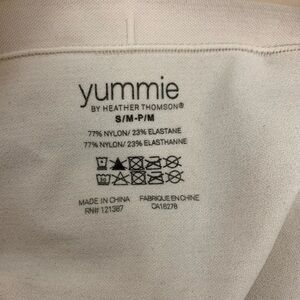 yummie
BY HEATHER THOMSON®
S/M-P/M
77% NYLON/ 23% ELASTANE
77% NYLON/ 23% ELASTHANNE
MADE IN CHINA FABRIQUE EN CHINE
RN# 121387 CA16278